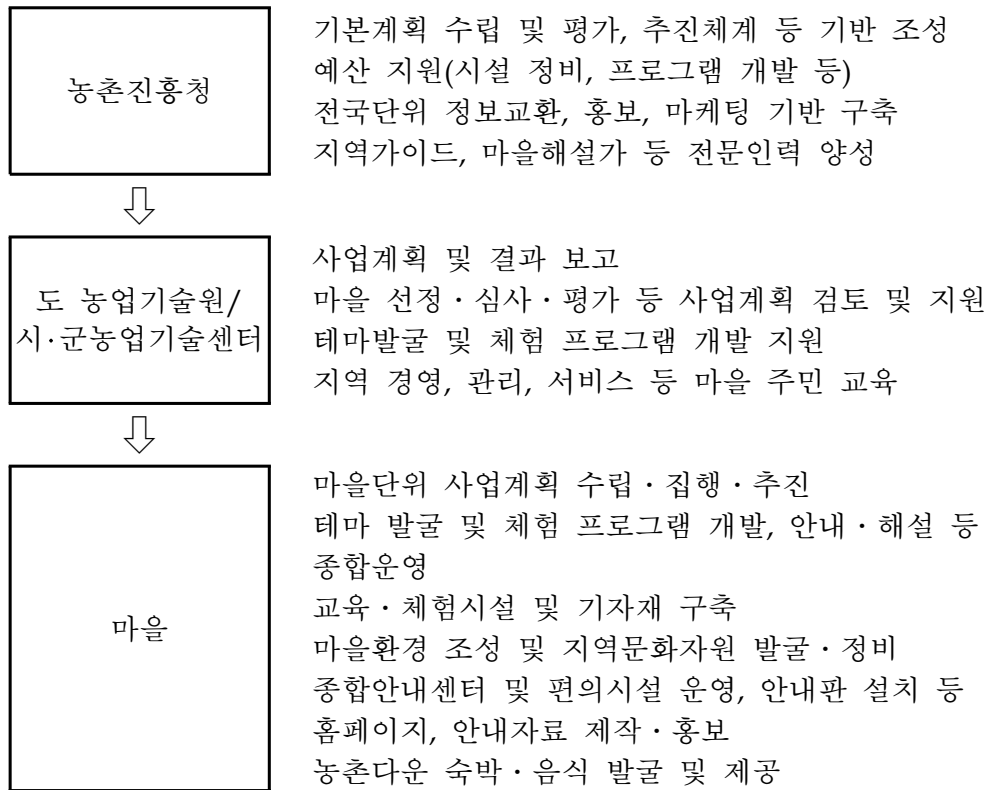 농촌진흥청
기본계획 수립 및 평가, 추진체계 등 기반 조성
예산 지원(시설 정비, 프로그램 개발 등)
전국단위 정보교환, 홍보, 마케팅 기반 구축
지역가이드, 마을해설가 등 전문인력 양성
도 농업기술원/
시·군농업기술센터
사업계획 및 결과 보고
마을 선정·심사·평가 등 사업계획 검토 및 지원
테마발굴 및 체험 프로그램 개발 지원
지역 경영, 관리, 서비스 등 마을 주민 교육
마을
마을단위 사업계획 수립·집행·추진
테마 발굴 및 체험 프로그램 개발, 안내·해설 등
종합운영
교육·체험시설 및 기자재 구축
마을환경 조성 및 지역문화자원 발굴·정비
종합안내센터 및 편의시설 운영, 안내판 설치 등
홈페이지, 안내자료 제작·홍보
농촌다운 숙박·음식 발굴 및 제공